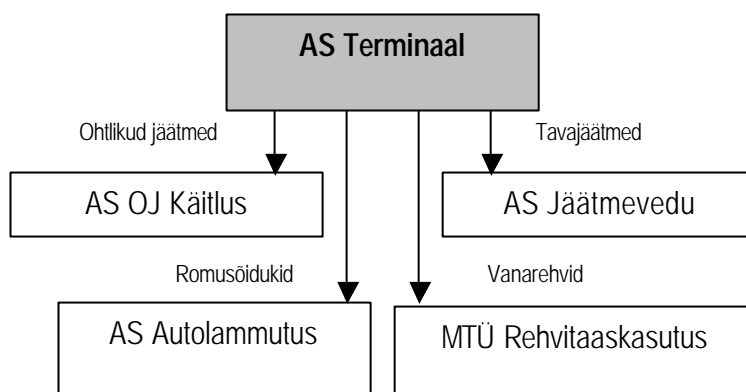 AS Terminaal
Ohtlikud jäätmed
Tavajäätmed
AS OJ Käitlus
AS Jäätmevedu
Romusõidukid
Vanarehvid
AS Autolammutus
MTÜ Rehvitaaskasutus